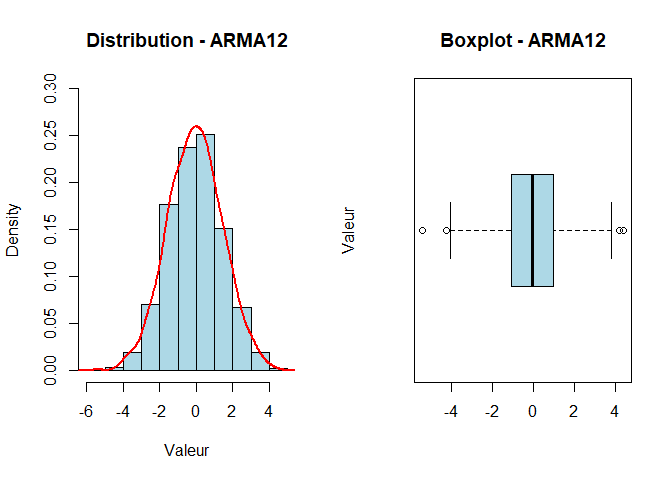 Distribution - ARMA12
Density
0.00 0.05 0.10 0.15 0.20 0.25 0.30
-6 -4 -2 0 2 4
Valeur
Boxplot - ARMA12
Valeur
-4 -2 0 2 4